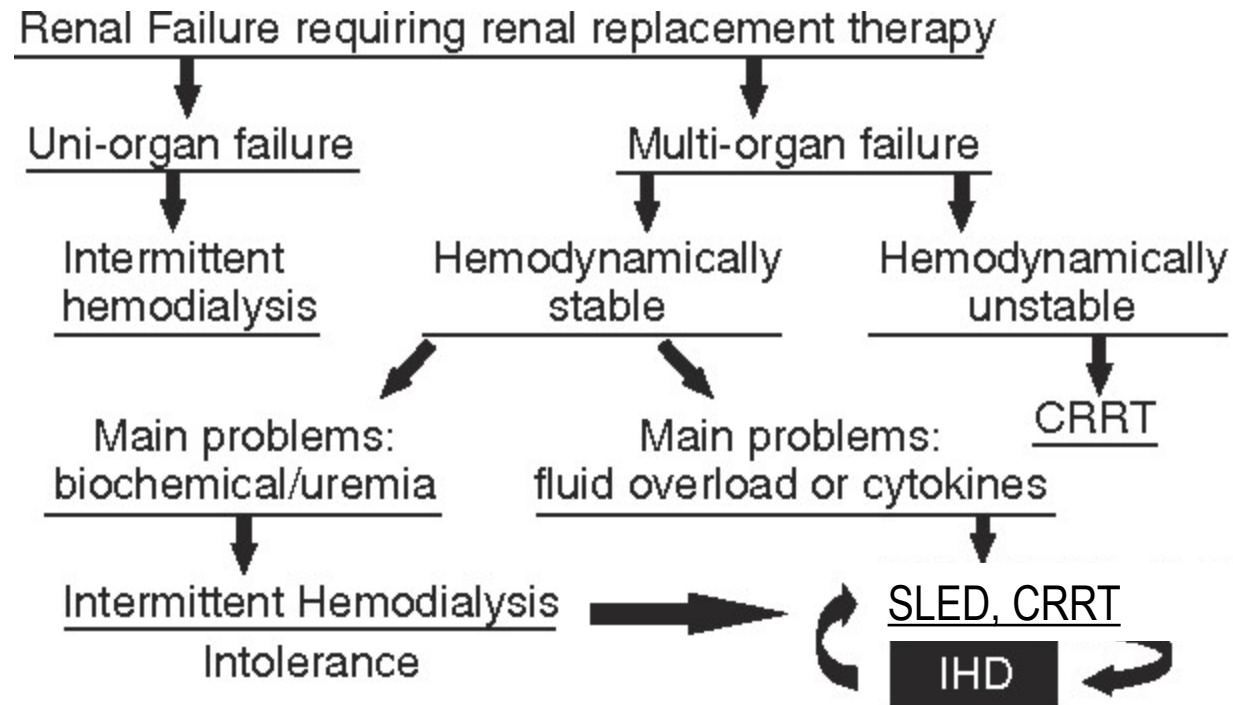 Renal Failure requiring renal replacement therapy
Uni-organ failure
Multi-organ failure
Intermittent
hemodialysis
Hemodynamically
stable
Hemodynamically
unstable
CRRT
Main problems:
biochemical/uremia
Main problems:
fluid overload or cytokines
Intermittent Hemodialysis
Intolerance
SLED, CRRT
IHD